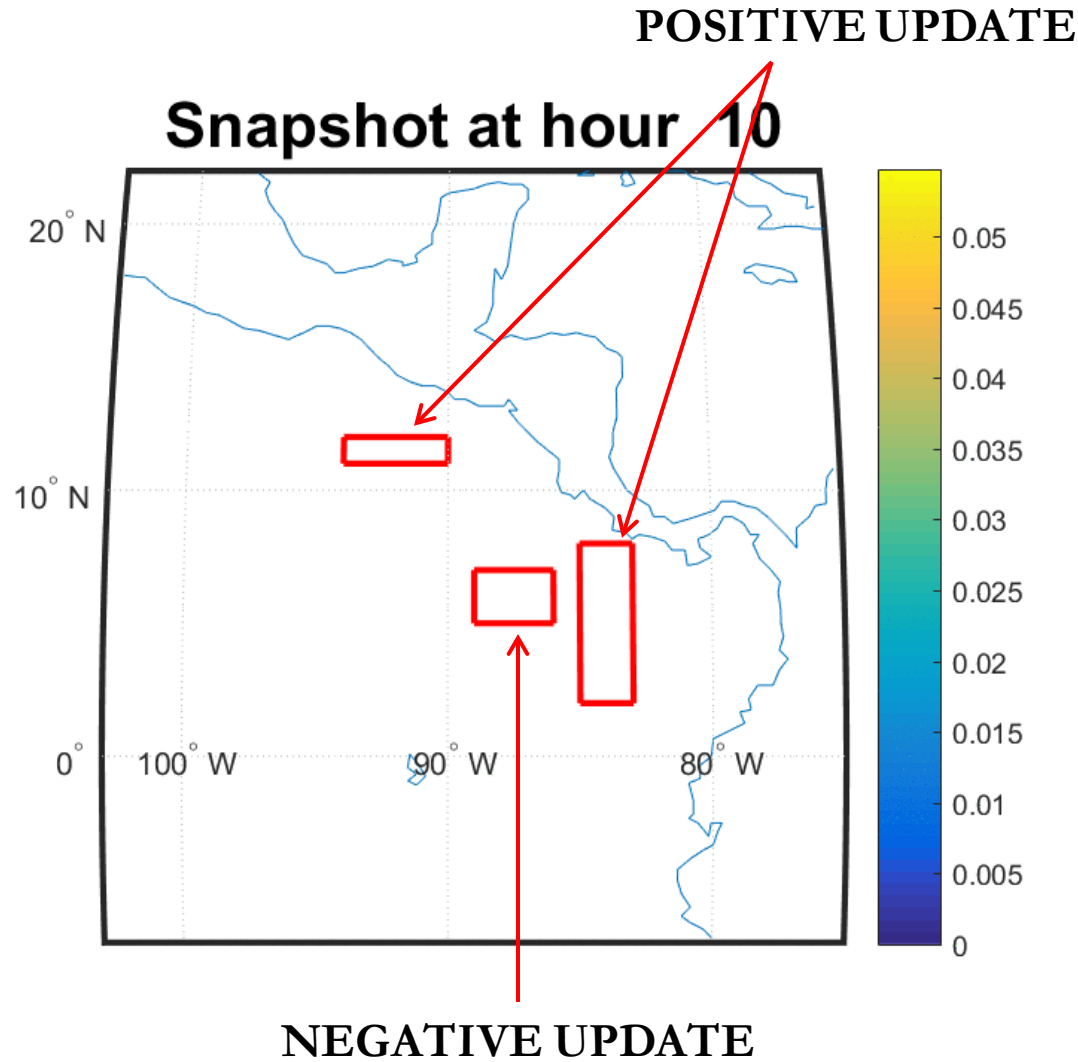 POSITIVE UPDATE
Snapshot at hour  10
20° N
10° N
0°
100° W
90° W
80° W
0.05
0.045
0.04
0.035
0.03
0.025
0.02
0.015
0.01
0.005
0
NEGATIVE UPDATE